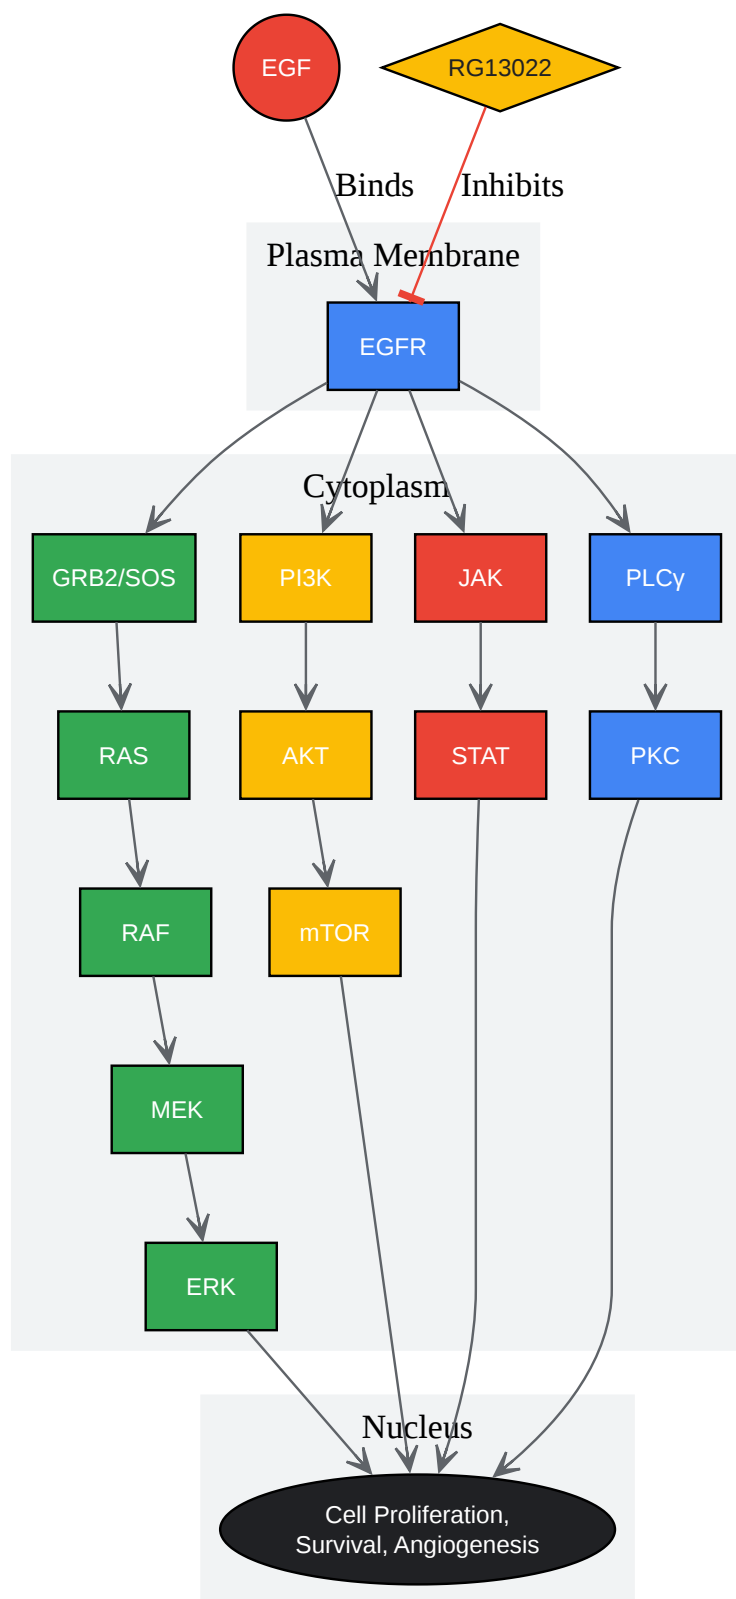 EGF
RG13022
Binds
Inhibits
Plasma Membrane
EGFR
Cytoplasm
GRB2/SOS
PI3K
JAK
PLCγ
RAS
AKT
STAT
PKC
RAF
mTOR
MEK
ERK
Nucleus
Cell Proliferation,
Survival, Angiogenesis